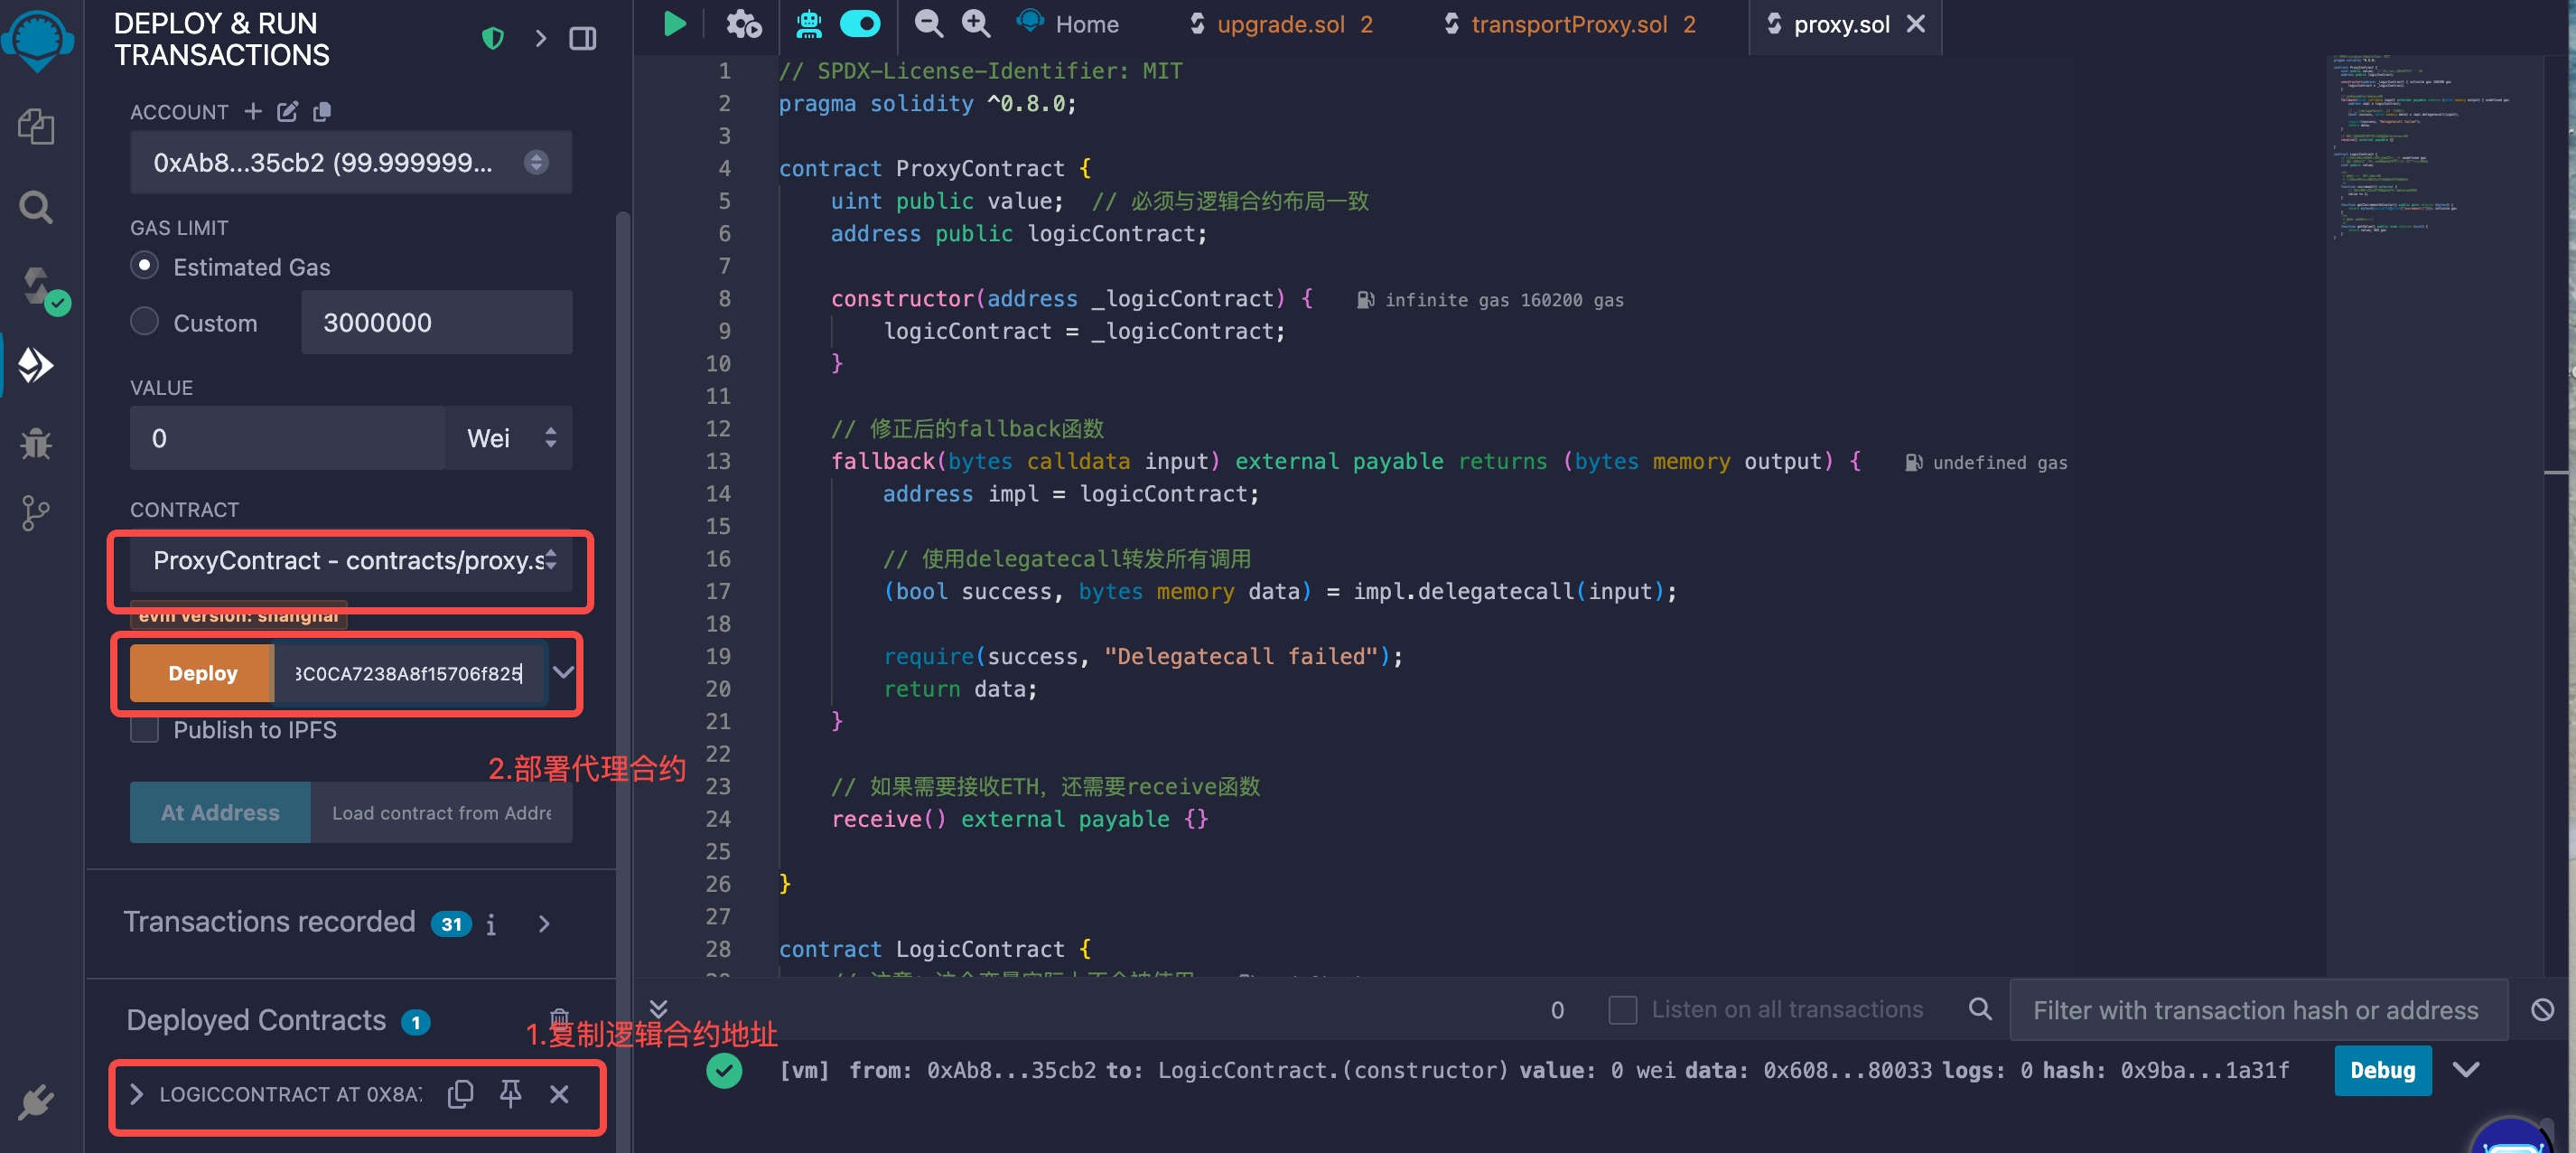 DEPLOY & RUN
TRANSACTIONS
ACCOUNT
0xAb8...35cb2 (99.999999...
GAS LIMIT
Estimated Gas
Custom
3000000
VALUE
0
Wei
CONTRACT
ProxyContract - contracts/proxy.s
evm version: shanghai
Deploy
3C0CA7238A8f15706f825
Publish to IPFS
2.部署代理合约
At Address
Load contract from Addre
Transactions recorded 31 i
Deployed Contracts 1
1.复制逻辑合约地址
LOGICCONTRACT AT 0X8A7
Home
upgrade.sol 2
transportProxy.sol 2
proxy.sol
1 // SPDX-License-Identifier: MIT
2 pragma solidity ^0.8.0;
3
4 contract ProxyContract {
5 uint public value; // 必须与逻辑合约布局一致
6 address public logicContract;
7
8 constructor(address _logicContract) { infinite gas 160200 gas
9 logicContract = _logicContract;
10 }
11
12 // 修正后的fallback函数
13 fallback(bytes calldata input) external payable returns (bytes memory output) { undefined gas
14 address impl = logicContract;
15
16 // 使用delegatecall转发所有调用
17 (bool success, bytes memory data) = impl.delegatecall(input);
18
19 require(success, "Delegatecall failed");
20 return data;
21 }
22
23 // 如果需要接收ETH，还需要receive函数
24 receive() external payable {}
25
26 }
27
28 contract LogicContract {
0
Listen on all transactions
Filter with transaction hash or address
[vm] from: 0xAb8...35cb2 to: LogicContract.(constructor) value: 0 wei data: 0x608...80033 logs: 0 hash: 0x9ba...1a31f
Debug